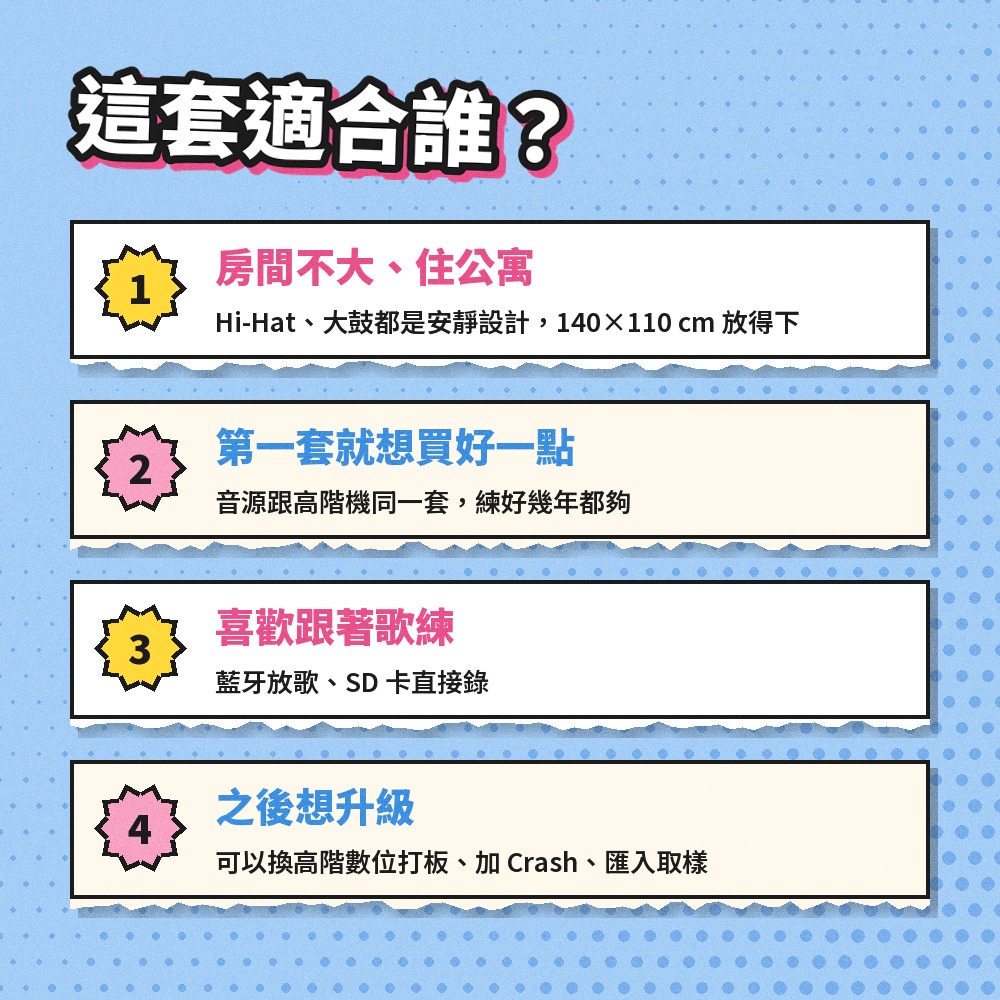 這套適合誰？
1
房間不大、住公寓
Hi-Hat、大鼓都是安靜設計，140×110 cm 放得下
2
第一套就想買好一點
音源跟高階機同一套，練好幾年都夠
3
喜歡跟著歌練
藍牙放歌、SD 卡直接錄
4
之後想升級
可以換高階數位打板、加 Crash、匯入取樣